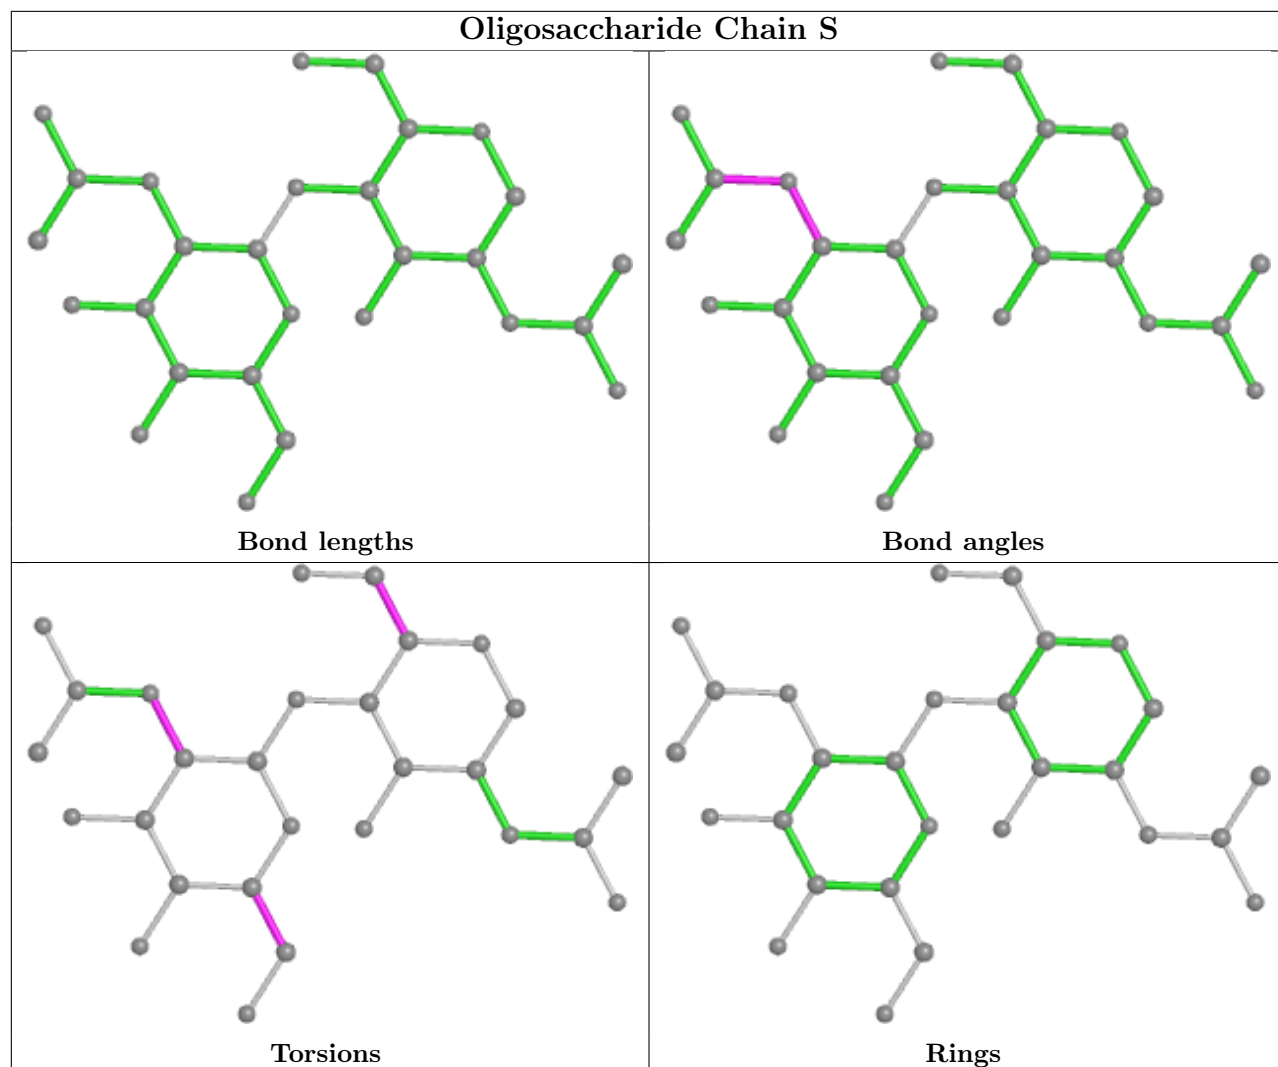 Oligosaccharide Chain S
Bond lengths
Bond angles
Torsions
Rings